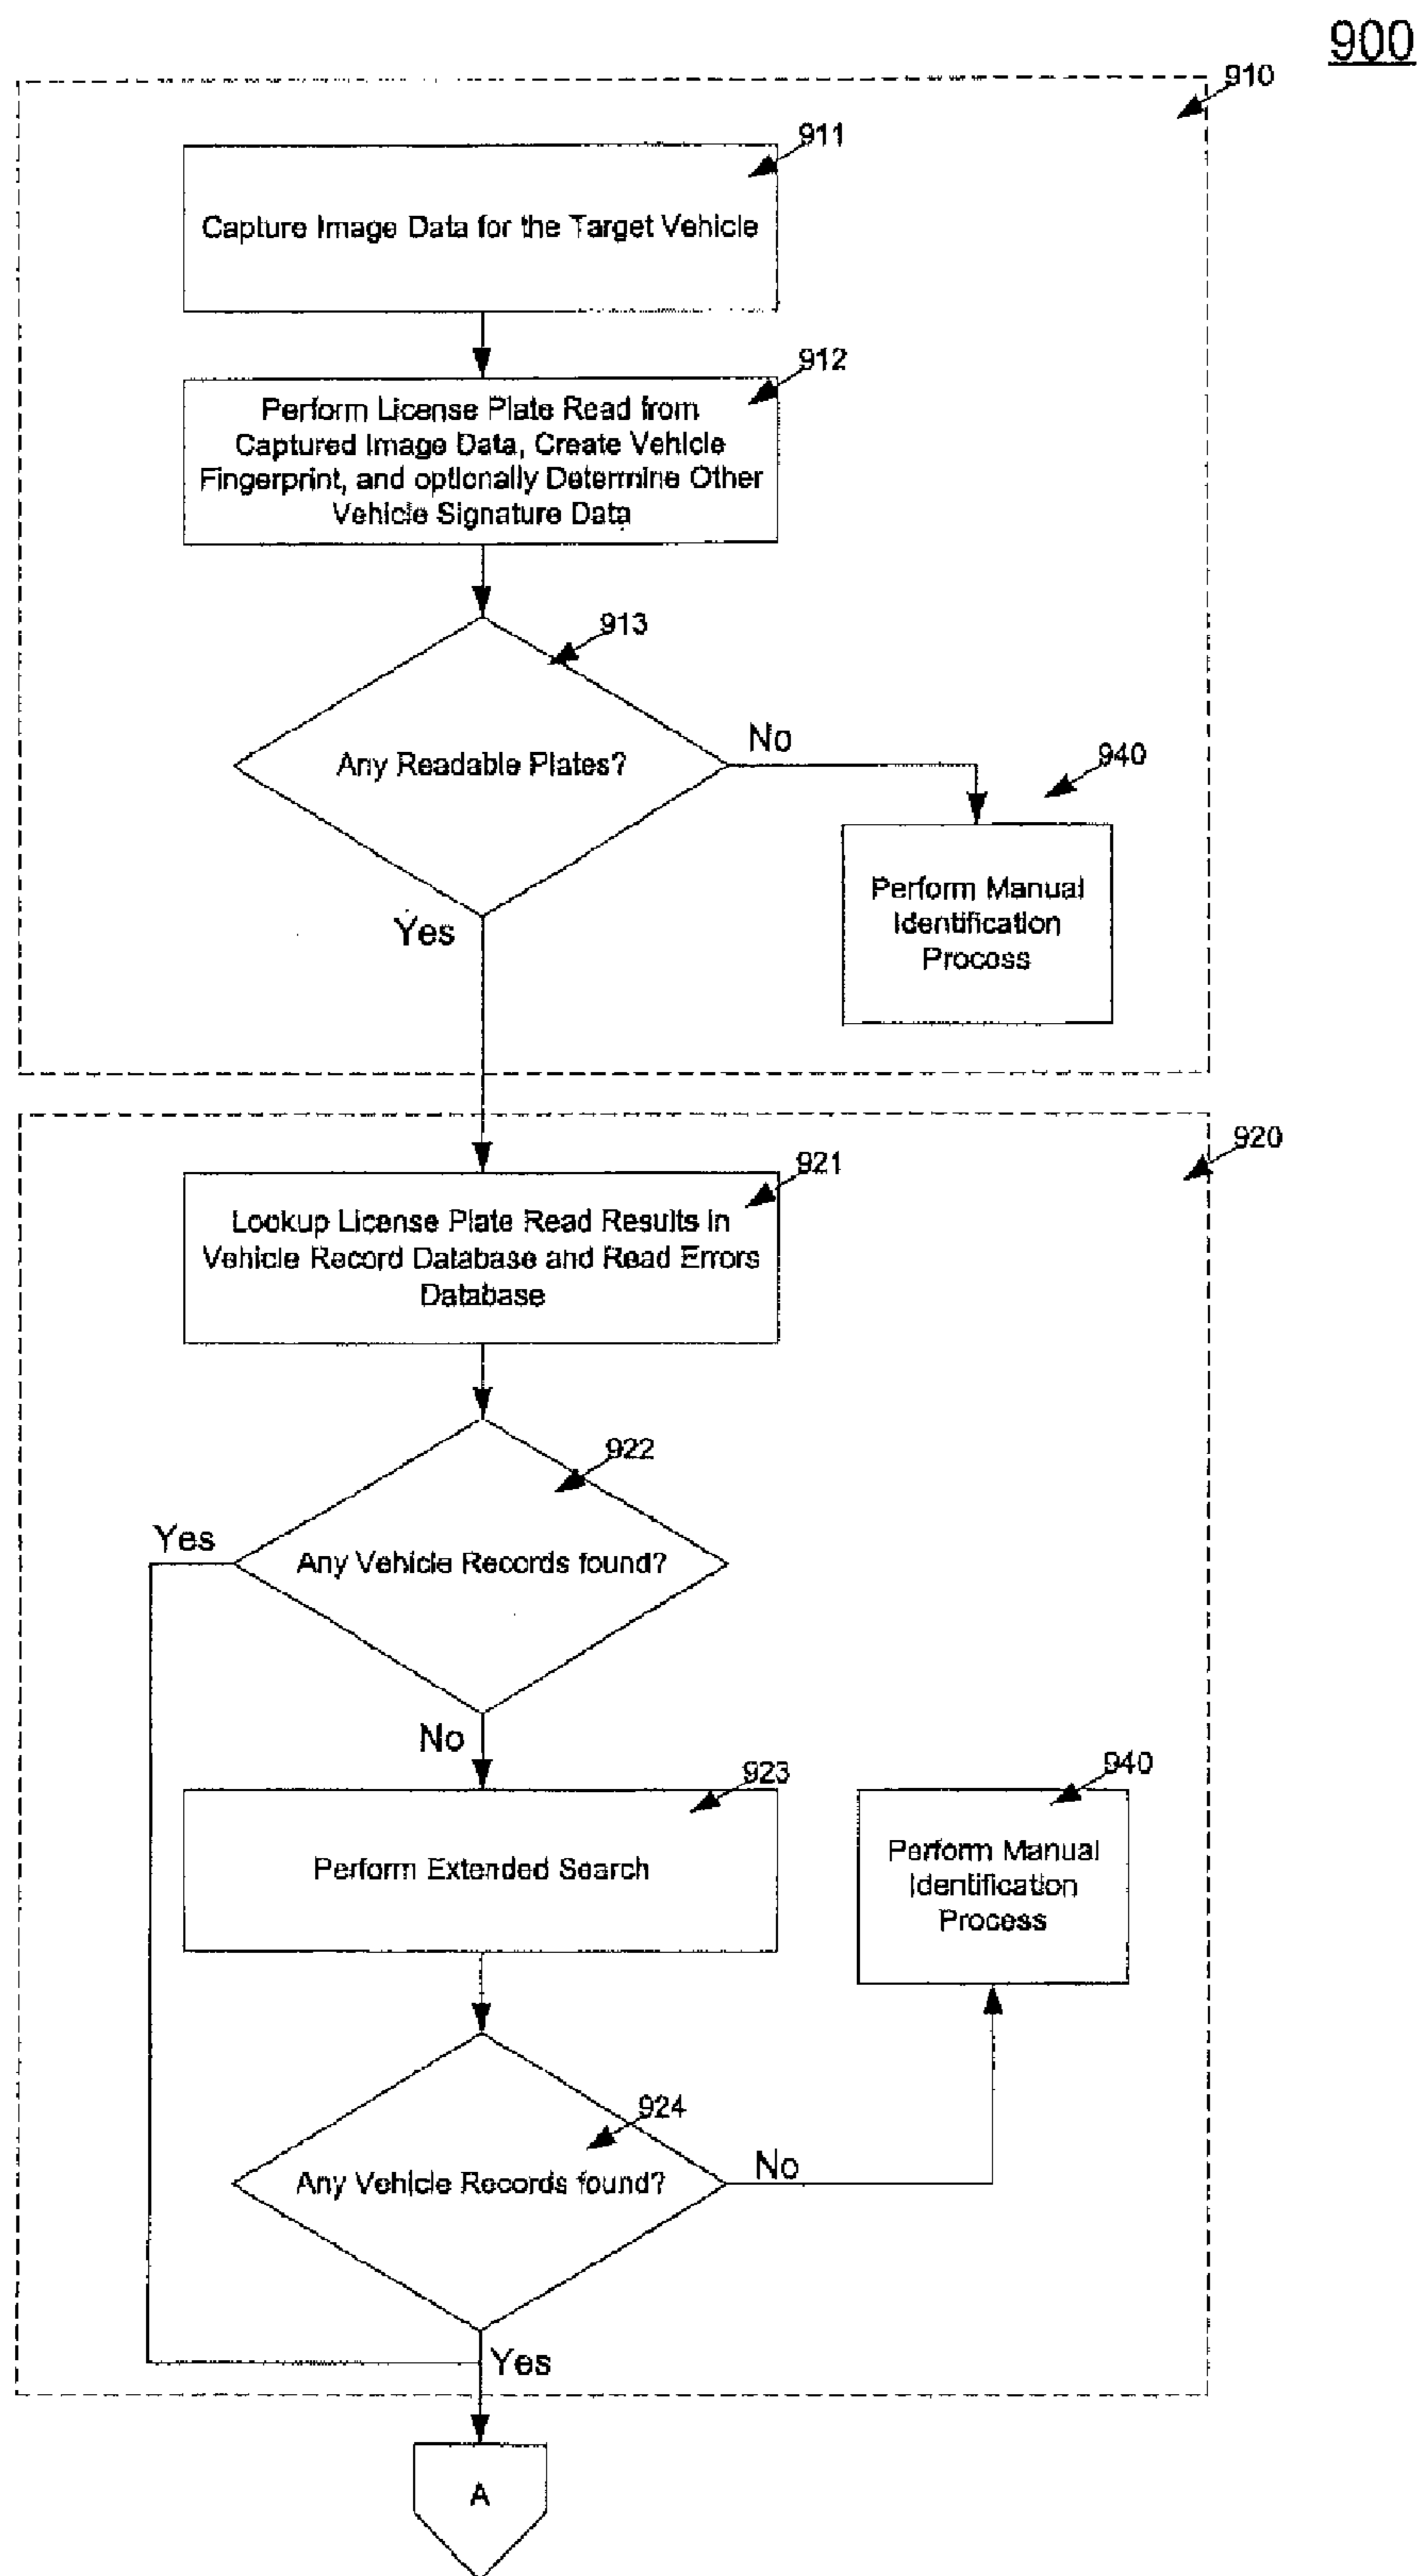 900
910
911
Capture Image Data for the Target Vehicle
912
Perform License Plate Read from
Captured Image Data, Create Vehicle
Fingerprint, and optionally Determine Other
Vehicle Signature Data
913
Any Readable Plates?
No
Yes
940
Perform Manual
Identification
Process
920
921
Lookup License Plate Read Results in
Vehicle Record Database and Read Errors
Database
922
Yes
Any Vehicle Records found?
No
923
Perform Extended Search
940
Perform Manual
Identification
Process
924
Any Vehicle Records found?
No
Yes
A